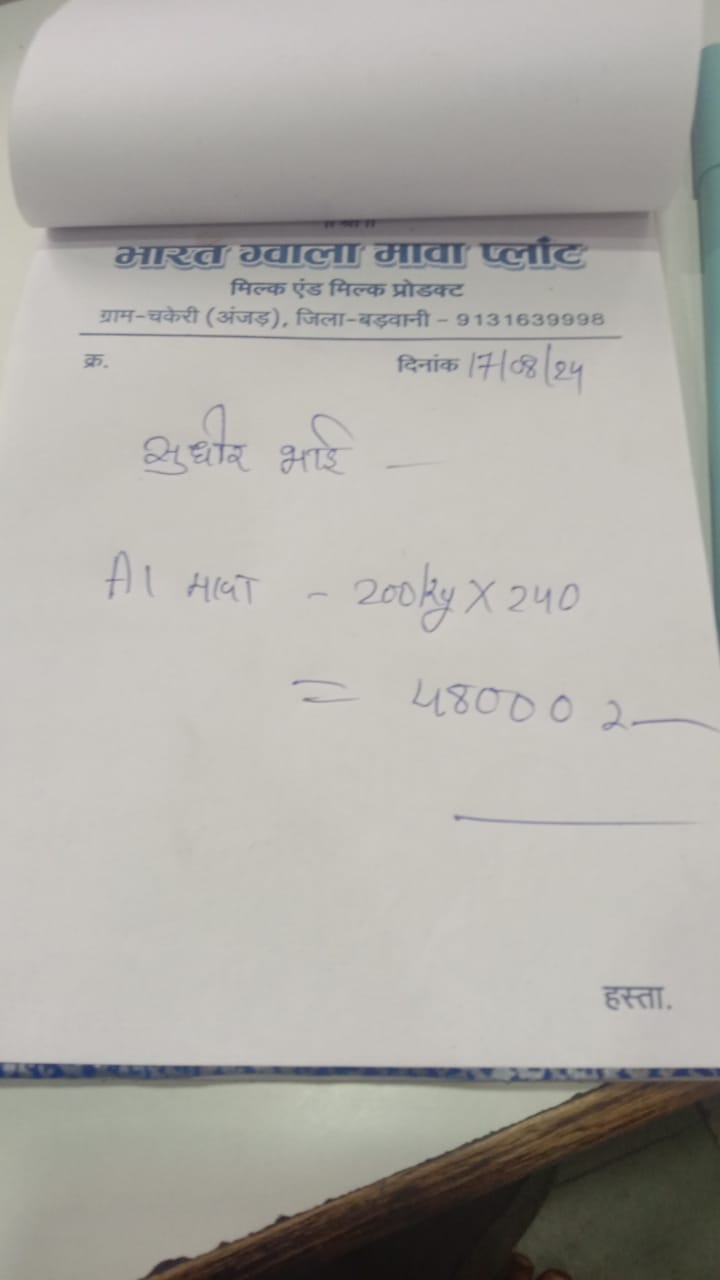 ॥ श्री ॥
भारत ग्वाला मावा प्लांट
मिल्क एंड मिल्क प्रोडक्ट
ग्राम-चकेरी (अंजड़), जिला-बड़वानी - 9131639998
क्र. दिनांक 17/08/24
सुधीर भाई —
A1 मावा - 200kg X 240
= 48000 रु
हस्ता.